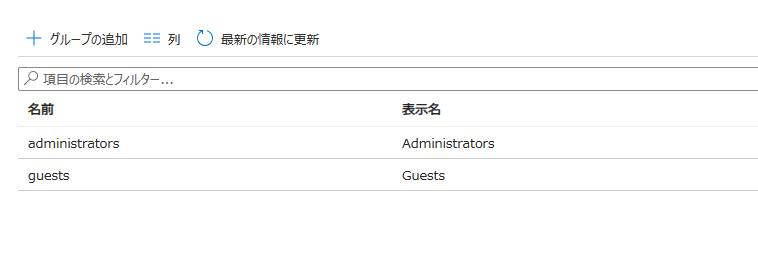 グループの追加 列 最新の情報に更新
項目の検索とフィルター...
名前 表示名
administrators Administrators
guests Guests